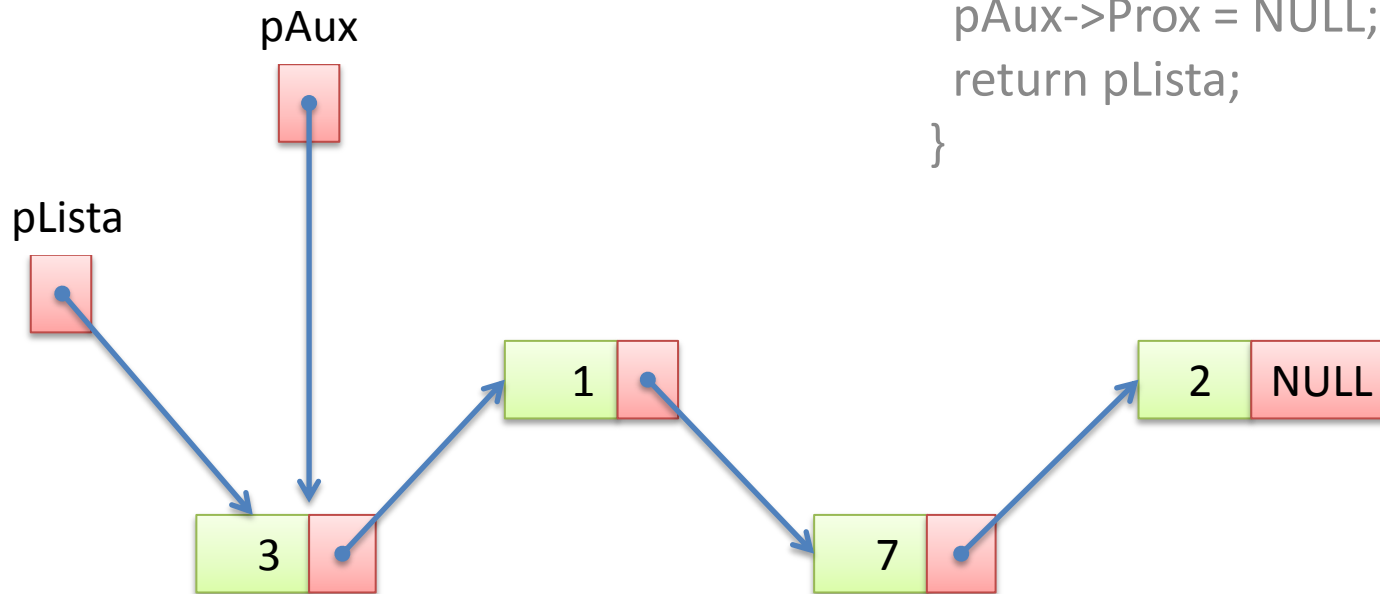 pAux->Prox = NULL;
return pLista;
}
pAux
pLista
1
2 NULL
3
7